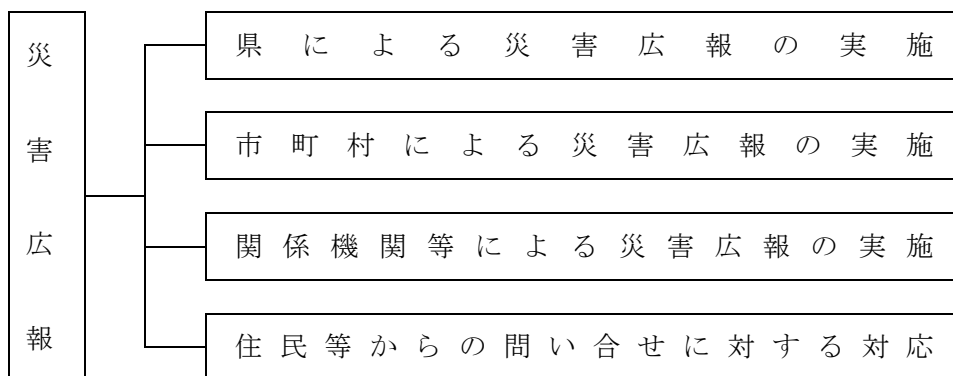 災害広報
県による災害広報の実施
市町村による災害広報の実施
関係機関等による災害広報の実施
住民等からの問い合せに対する対応